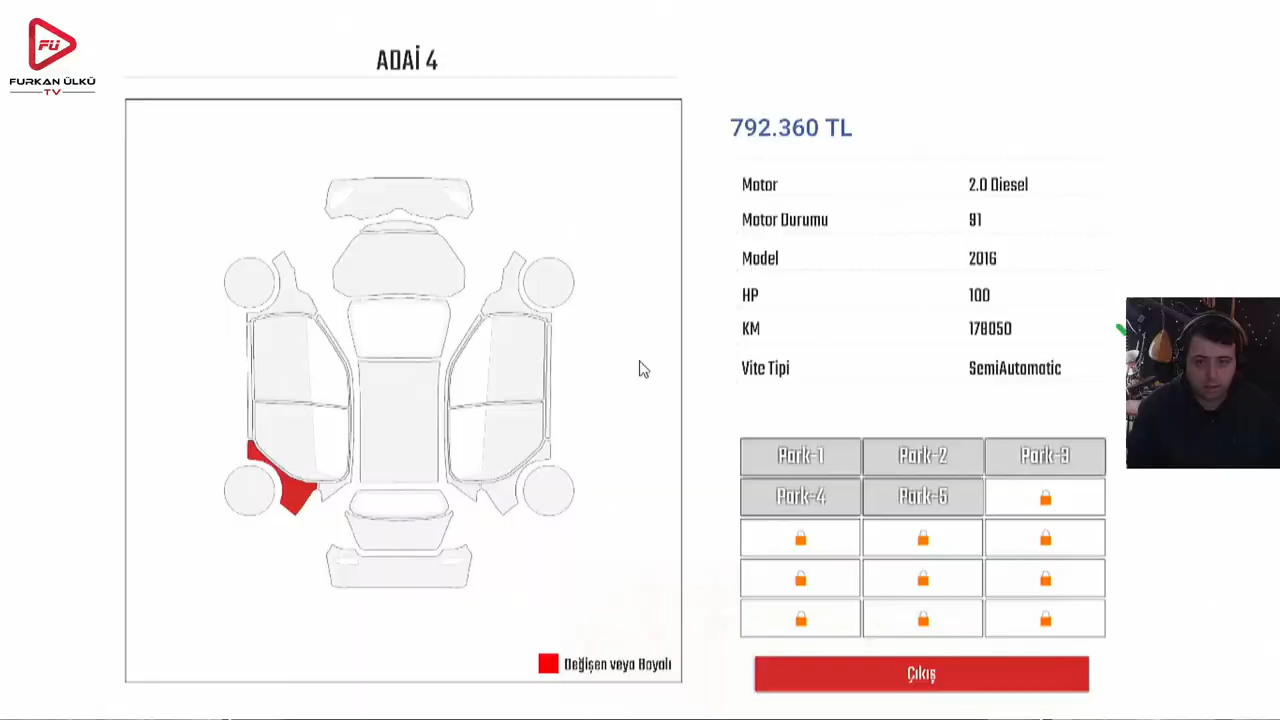 FU
FURKAN ÜLKÜ
TV
ADAİ 4
792.360 TL
Motor 2.0 Diesel
Motor Durumu 91
Model 2016
HP 100
KM 178050
Vite Tipi SemiAutomatic
Park-1 Park-2 Park-3
Park-4 Park-5
Değişen veya Boyalı
Çıkış